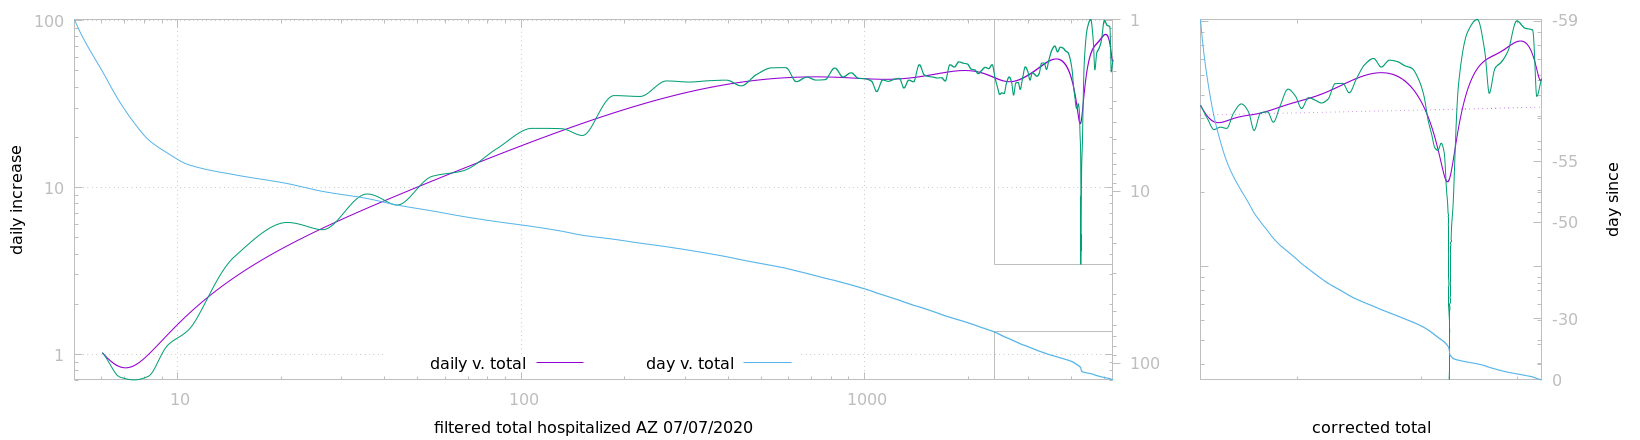 100
10
1
daily increase
10
100
1000
filtered total hospitalized AZ 07/07/2020
daily v. total
day v. total
1
10
100
-59
-55
-50
-30
0
day since
corrected total